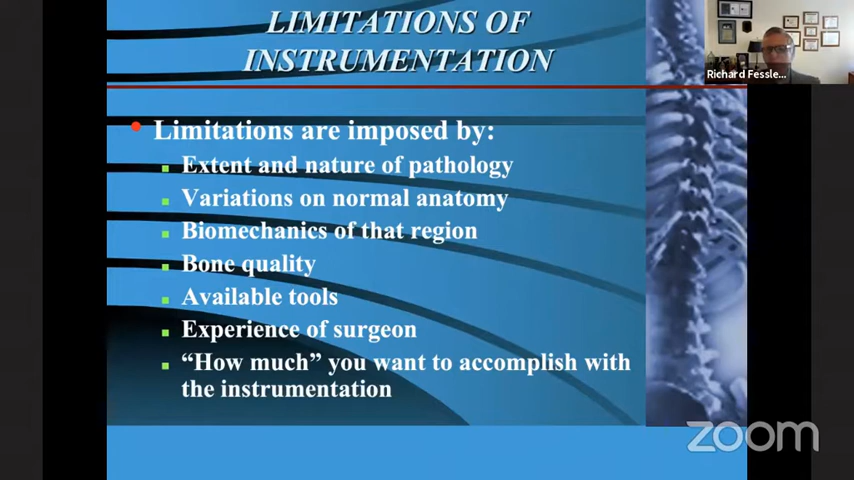 LIMITATIONS OF
INSTRUMENTATION
Richard Fessle...
Limitations are imposed by:
Extent and nature of pathology
Variations on normal anatomy
Biomechanics of that region
Bone quality
Available tools
Experience of surgeon
“How much” you want to accomplish with
the instrumentation
zoom